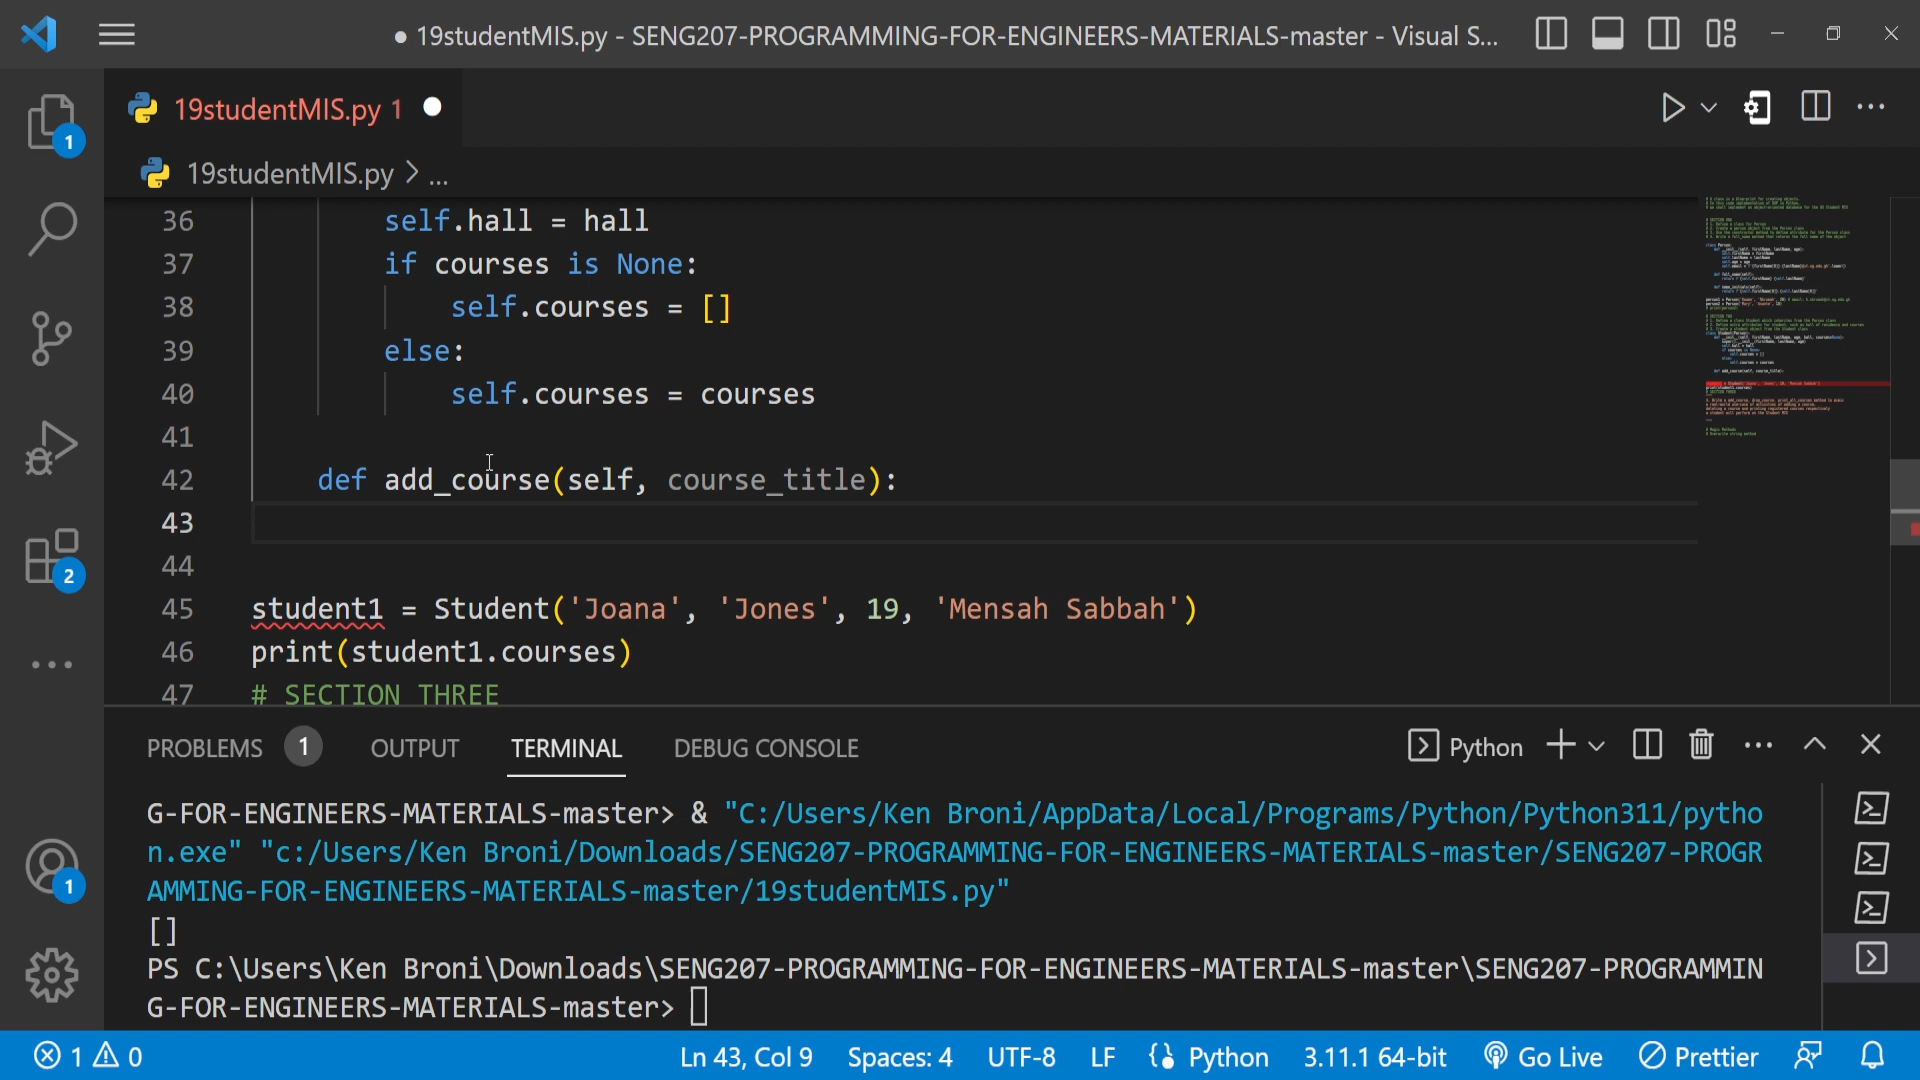 ● 19studentMIS.py - SENG207-PROGRAMMING-FOR-ENGINEERS-MATERIALS-master - Visual S...
1
19studentMIS.py 1
19studentMIS.py > ...
36 self.hall = hall
37 if courses is None:
38 self.courses = []
39 else:
40 self.courses = courses
41
42 def add_course(self, course_title):
43
44
45 student1 = Student('Joana', 'Jones', 19, 'Mensah Sabbah')
46 print(student1.courses)
47 # SECTION THREE
2
PROBLEMS 1 OUTPUT TERMINAL DEBUG CONSOLE Python
G-FOR-ENGINEERS-MATERIALS-master> & "C:/Users/Ken Broni/AppData/Local/Programs/Python/Python311/pytho
n.exe" "c:/Users/Ken Broni/Downloads/SENG207-PROGRAMMING-FOR-ENGINEERS-MATERIALS-master/SENG207-PROGR
AMMING-FOR-ENGINEERS-MATERIALS-master/19studentMIS.py"
[]
PS C:\Users\Ken Broni\Downloads\SENG207-PROGRAMMING-FOR-ENGINEERS-MATERIALS-master\SENG207-PROGRAMMIN
G-FOR-ENGINEERS-MATERIALS-master>
1
1 0 Ln 43, Col 9 Spaces: 4 UTF-8 LF Python 3.11.1 64-bit Go Live Prettier